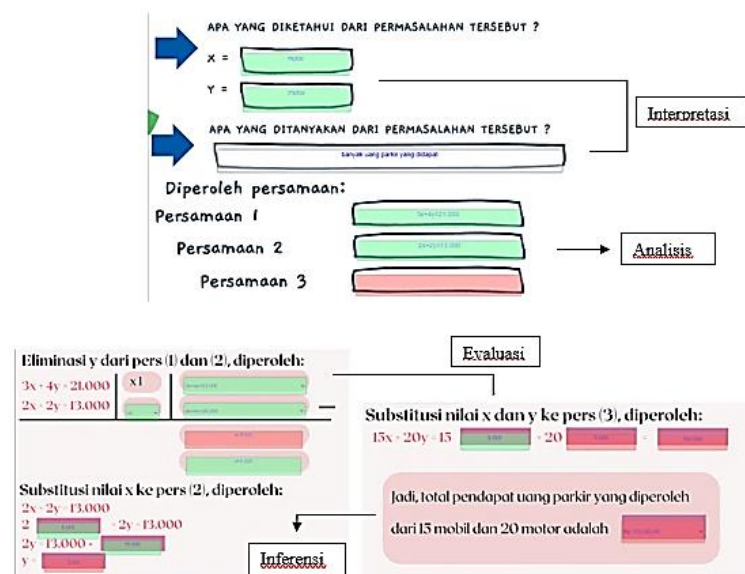 APA YANG DIKETAHUI DARI PERMASALAHAN TERSEBUT ?
X =
Y =
Interpretasi
APA YANG DITANYAKAN DARI PERMASALAHAN TERSEBUT ?
banyak uang parkir yang didapat
Diperoleh persamaan:
Persamaan 1
Persamaan 2
Analisis
Persamaan 3
Evaluasi
Eliminasi y dari pers (1) dan (2), diperoleh:
3x + 4y = 21.000 x1
2x + 2y = 13.000
Substitusi nilai x ke pers (2), diperoleh:
2x + 2y = 13.000
2 + 2y = 13.000
2y = 13.000 -
y =
Substitusi nilai x dan y ke pers (3), diperoleh:
15x + 20y = 15 + 20 =
Jadi, total pendapat uang parkir yang diperoleh
dari 15 mobil dan 20 motor adalah
Inferensi